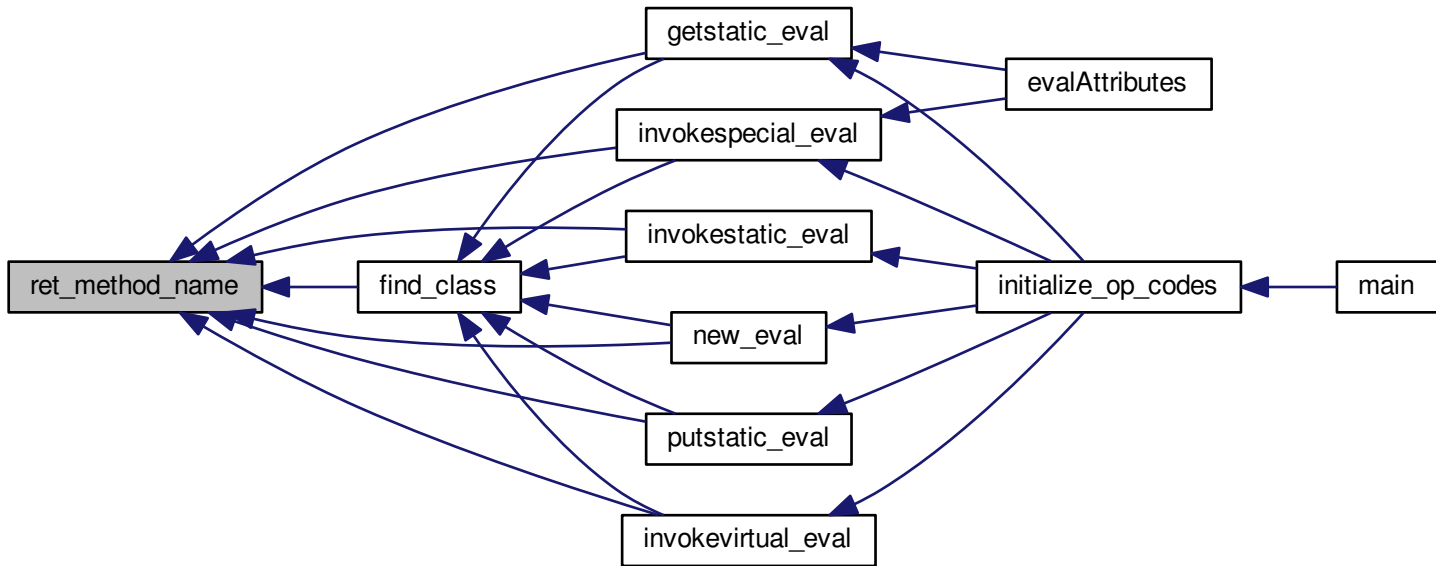 getstatic_eval
evalAttributes
invokespecial_eval
invokestatic_eval
ret_method_name
find_class
initialize_op_codes
main
new_eval
putstatic_eval
invokevirtual_eval